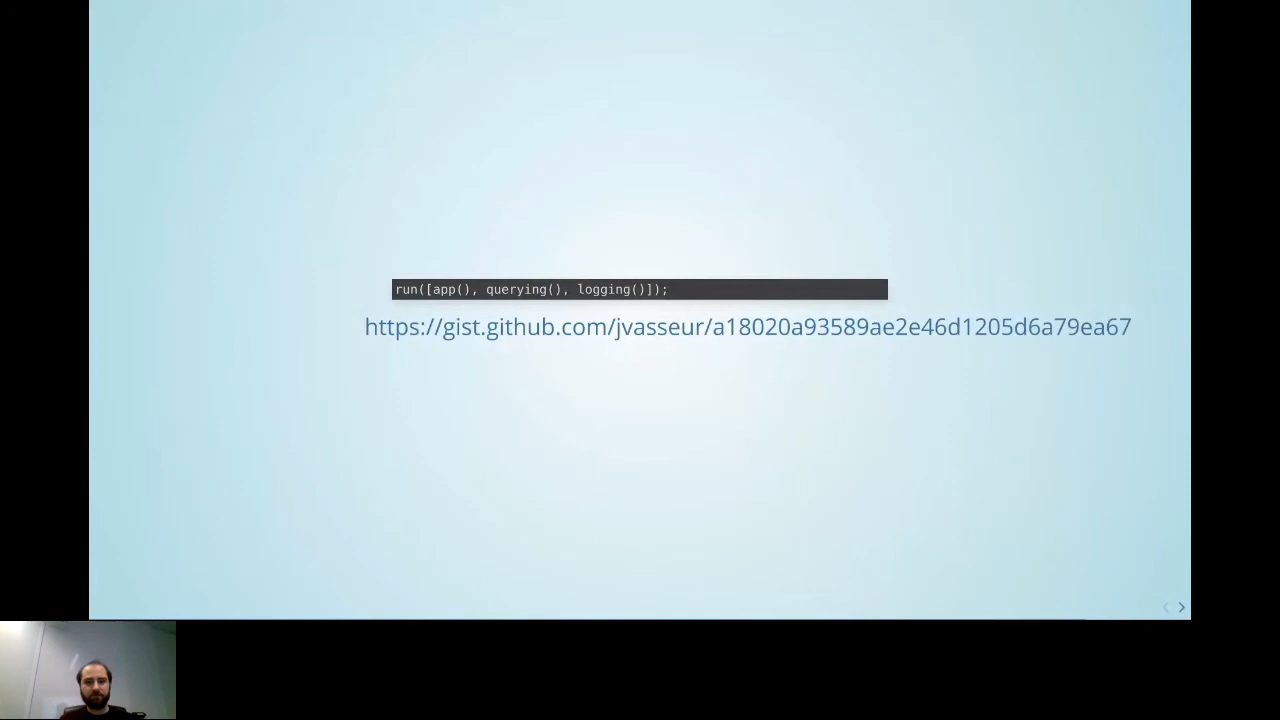 run([app(), querying(), logging()]);
https://gist.github.com/jvasseur/a18020a93589ae2e46d1205d6a79ea67